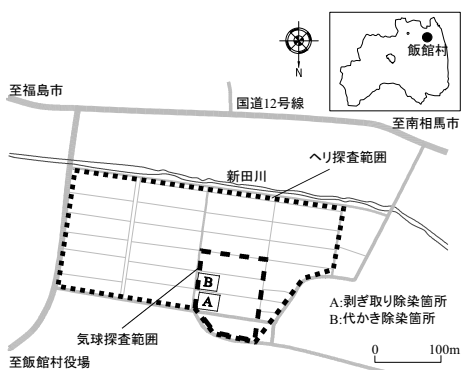 飯館村
N
至福島市
国道12号線
至南相馬市
ヘリ探査範囲
新田川
B
A
A:剥ぎ取り除染箇所
B:代かき除染箇所
気球探査範囲
至飯館村役場
0 100m